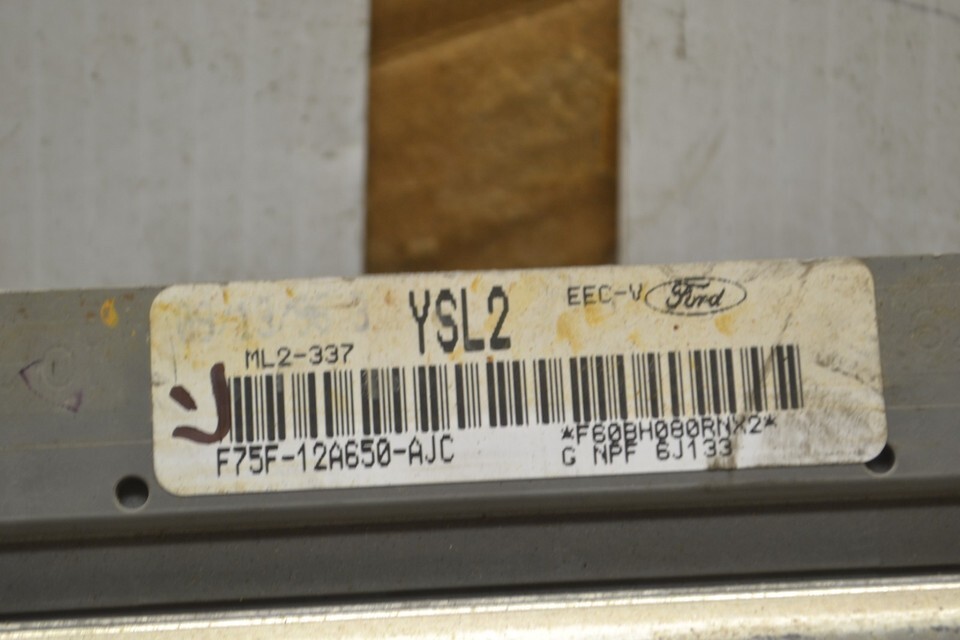 YSL2
EEC-V Ford
ML2-337
*F60BH080RNX2*
F75F-12A650-AJC
G NPF 6J133